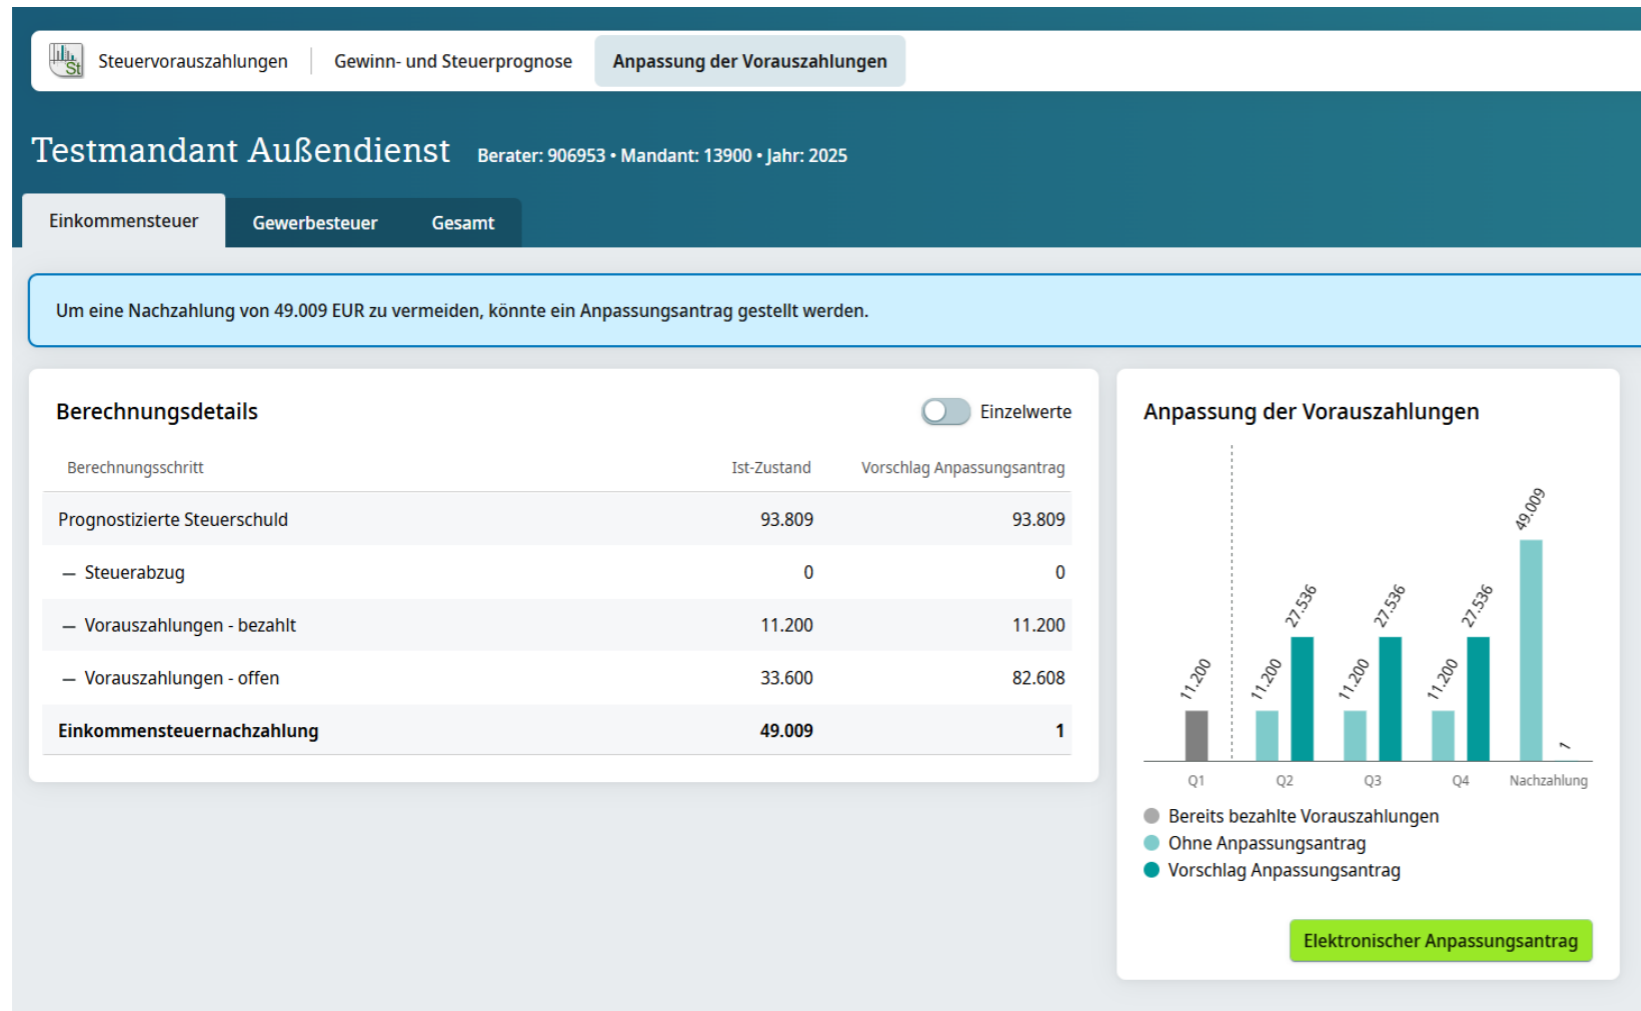 St
Steuervorauszahlungen
Gewinn- und Steuerprognose
Anpassung der Vorauszahlungen
Testmandant Außendienst
Berater: 906953 • Mandant: 13900 • Jahr: 2025
Einkommensteuer
Gewerbesteuer
Gesamt
Um eine Nachzahlung von 49.009 EUR zu vermeiden, könnte ein Anpassungsantrag gestellt werden.
Berechnungsdetails
Einzelwerte
Berechnungsschritt Ist-Zustand Vorschlag Anpassungsantrag
Prognostizierte Steuerschuld 93.809 93.809
– Steuerabzug 0 0
– Vorauszahlungen - bezahlt 11.200 11.200
– Vorauszahlungen - offen 33.600 82.608
Einkommensteuernachzahlung 49.009 1
Anpassung der Vorauszahlungen
11.200 11.200 27.536 11.200 27.536 11.200 27.536 49.009 1
Q1 Q2 Q3 Q4 Nachzahlung
Bereits bezahlte Vorauszahlungen
Ohne Anpassungsantrag
Vorschlag Anpassungsantrag
Elektronischer Anpassungsantrag